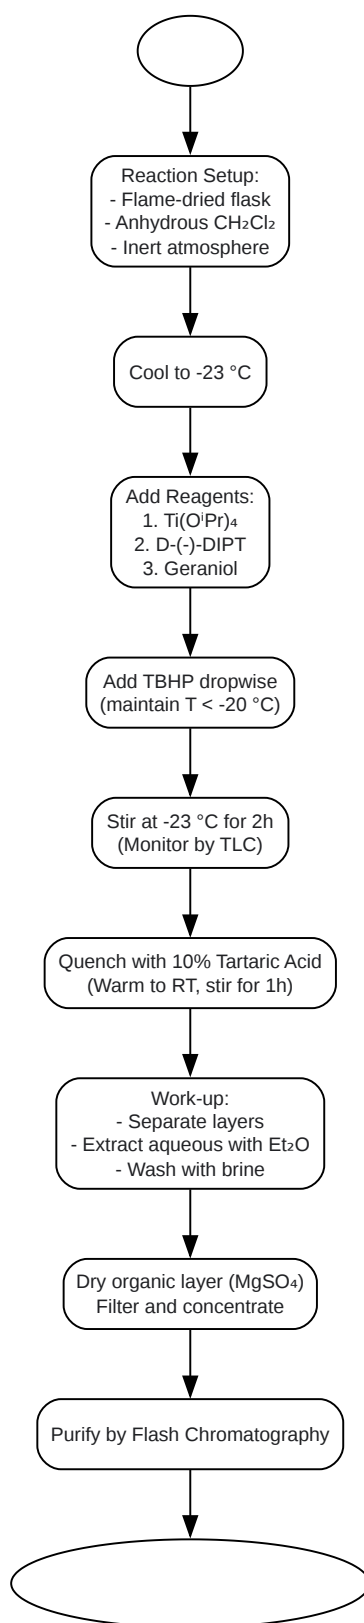 Reaction Setup:
- Flame-dried flask
- Anhydrous CH₂Cl₂
- Inert atmosphere
Cool to -23 °C
Add Reagents:
1. Ti(OⁱPr)₄
2. D-(-)-DIPT
3. Geraniol
Add TBHP dropwise
(maintain T < -20 °C)
Stir at -23 °C for 2h
(Monitor by TLC)
Quench with 10% Tartaric Acid
(Warm to RT, stir for 1h)
Work-up:
- Separate layers
- Extract aqueous with Et₂O
- Wash with brine
Dry organic layer (MgSO₄)
Filter and concentrate
Purify by Flash Chromatography